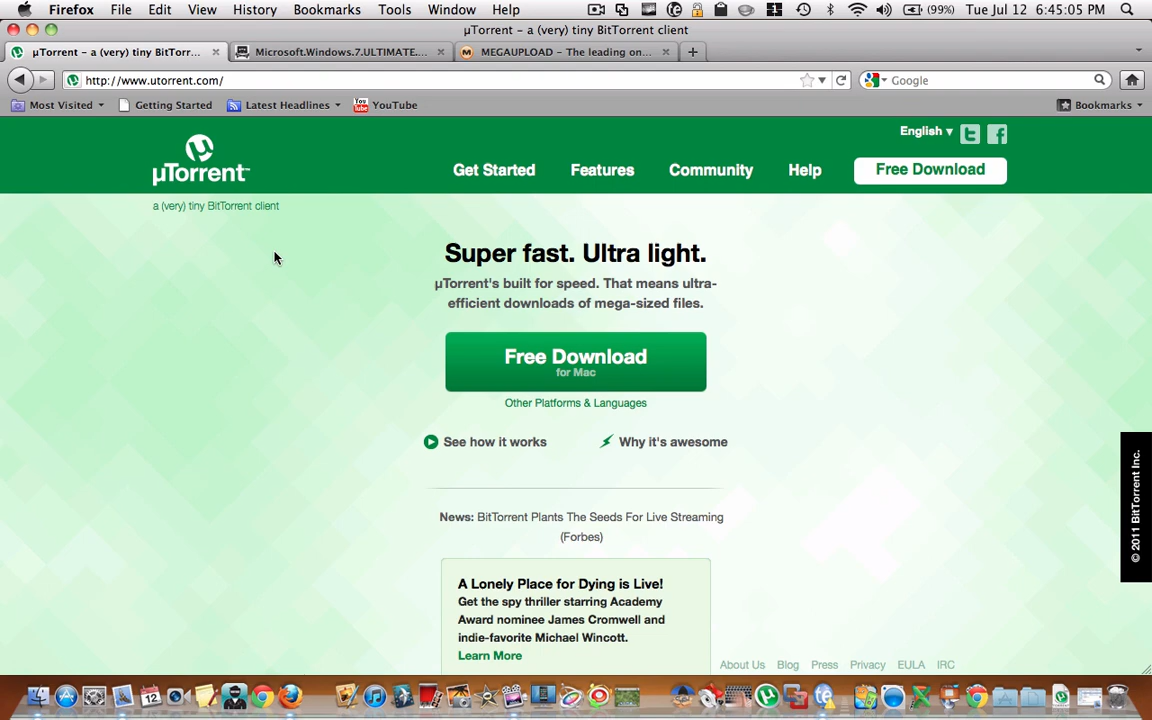 Firefox File Edit View History Bookmarks Tools Window Help (99%) Tue Jul 12 6:45:05 PM
µTorrent – a (very) tiny BitTorrent client
µTorrent – a (very) tiny BitTorr... Microsoft.Windows.7.ULTIMATE.... MEGAUPLOAD – The leading on...
http://www.utorrent.com/ Google
Most Visited Getting Started Latest Headlines YouTube Bookmarks
English
µTorrent™
Get Started Features Community Help Free Download
a (very) tiny BitTorrent client
Super fast. Ultra light.
µTorrent's built for speed. That means ultra-
efficient downloads of mega-sized files.
Free Download
for Mac
Other Platforms & Languages
See how it works Why it's awesome
© 2011 BitTorrent Inc.
News: BitTorrent Plants The Seeds For Live Streaming
(Forbes)
A Lonely Place for Dying is Live!
Get the spy thriller starring Academy
Award nominee James Cromwell and
indie-favorite Michael Wincott.
Learn More
About Us Blog Press Privacy EULA IRC